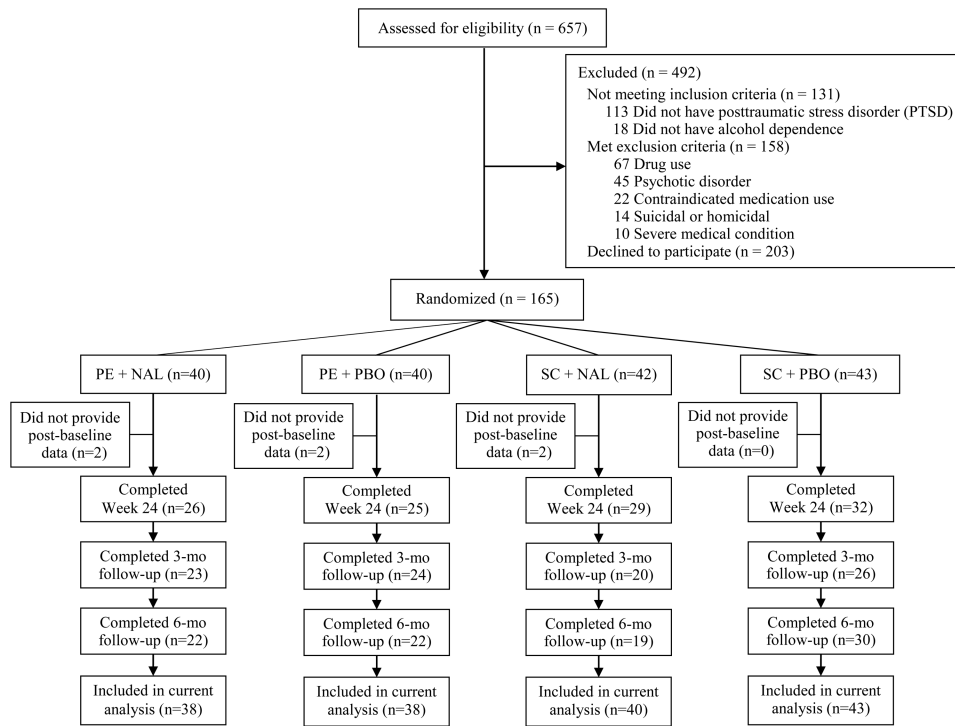 Assessed for eligibility (n = 657)
Excluded (n = 492)
Not meeting inclusion criteria (n = 131)
113 Did not have posttraumatic stress disorder (PTSD)
18 Did not have alcohol dependence
Met exclusion criteria (n = 158)
67 Drug use
45 Psychotic disorder
22 Contraindicated medication use
14 Suicidal or homicidal
10 Severe medical condition
Declined to participate (n = 203)
Randomized (n = 165)
PE + NAL (n=40)
PE + PBO (n=40)
SC + NAL (n=42)
SC + PBO (n=43)
Did not provide
post-baseline
data (n=2)
Did not provide
post-baseline
data (n=2)
Did not provide
post-baseline
data (n=2)
Did not provide
post-baseline
data (n=0)
Completed
Week 24 (n=26)
Completed
Week 24 (n=25)
Completed
Week 24 (n=29)
Completed
Week 24 (n=32)
Completed 3-mo
follow-up (n=23)
Completed 3-mo
follow-up (n=24)
Completed 3-mo
follow-up (n=20)
Completed 3-mo
follow-up (n=26)
Completed 6-mo
follow-up (n=22)
Completed 6-mo
follow-up (n=22)
Completed 6-mo
follow-up (n=19)
Completed 6-mo
follow-up (n=30)
Included in current
analysis (n=38)
Included in current
analysis (n=38)
Included in current
analysis (n=40)
Included in current
analysis (n=43)